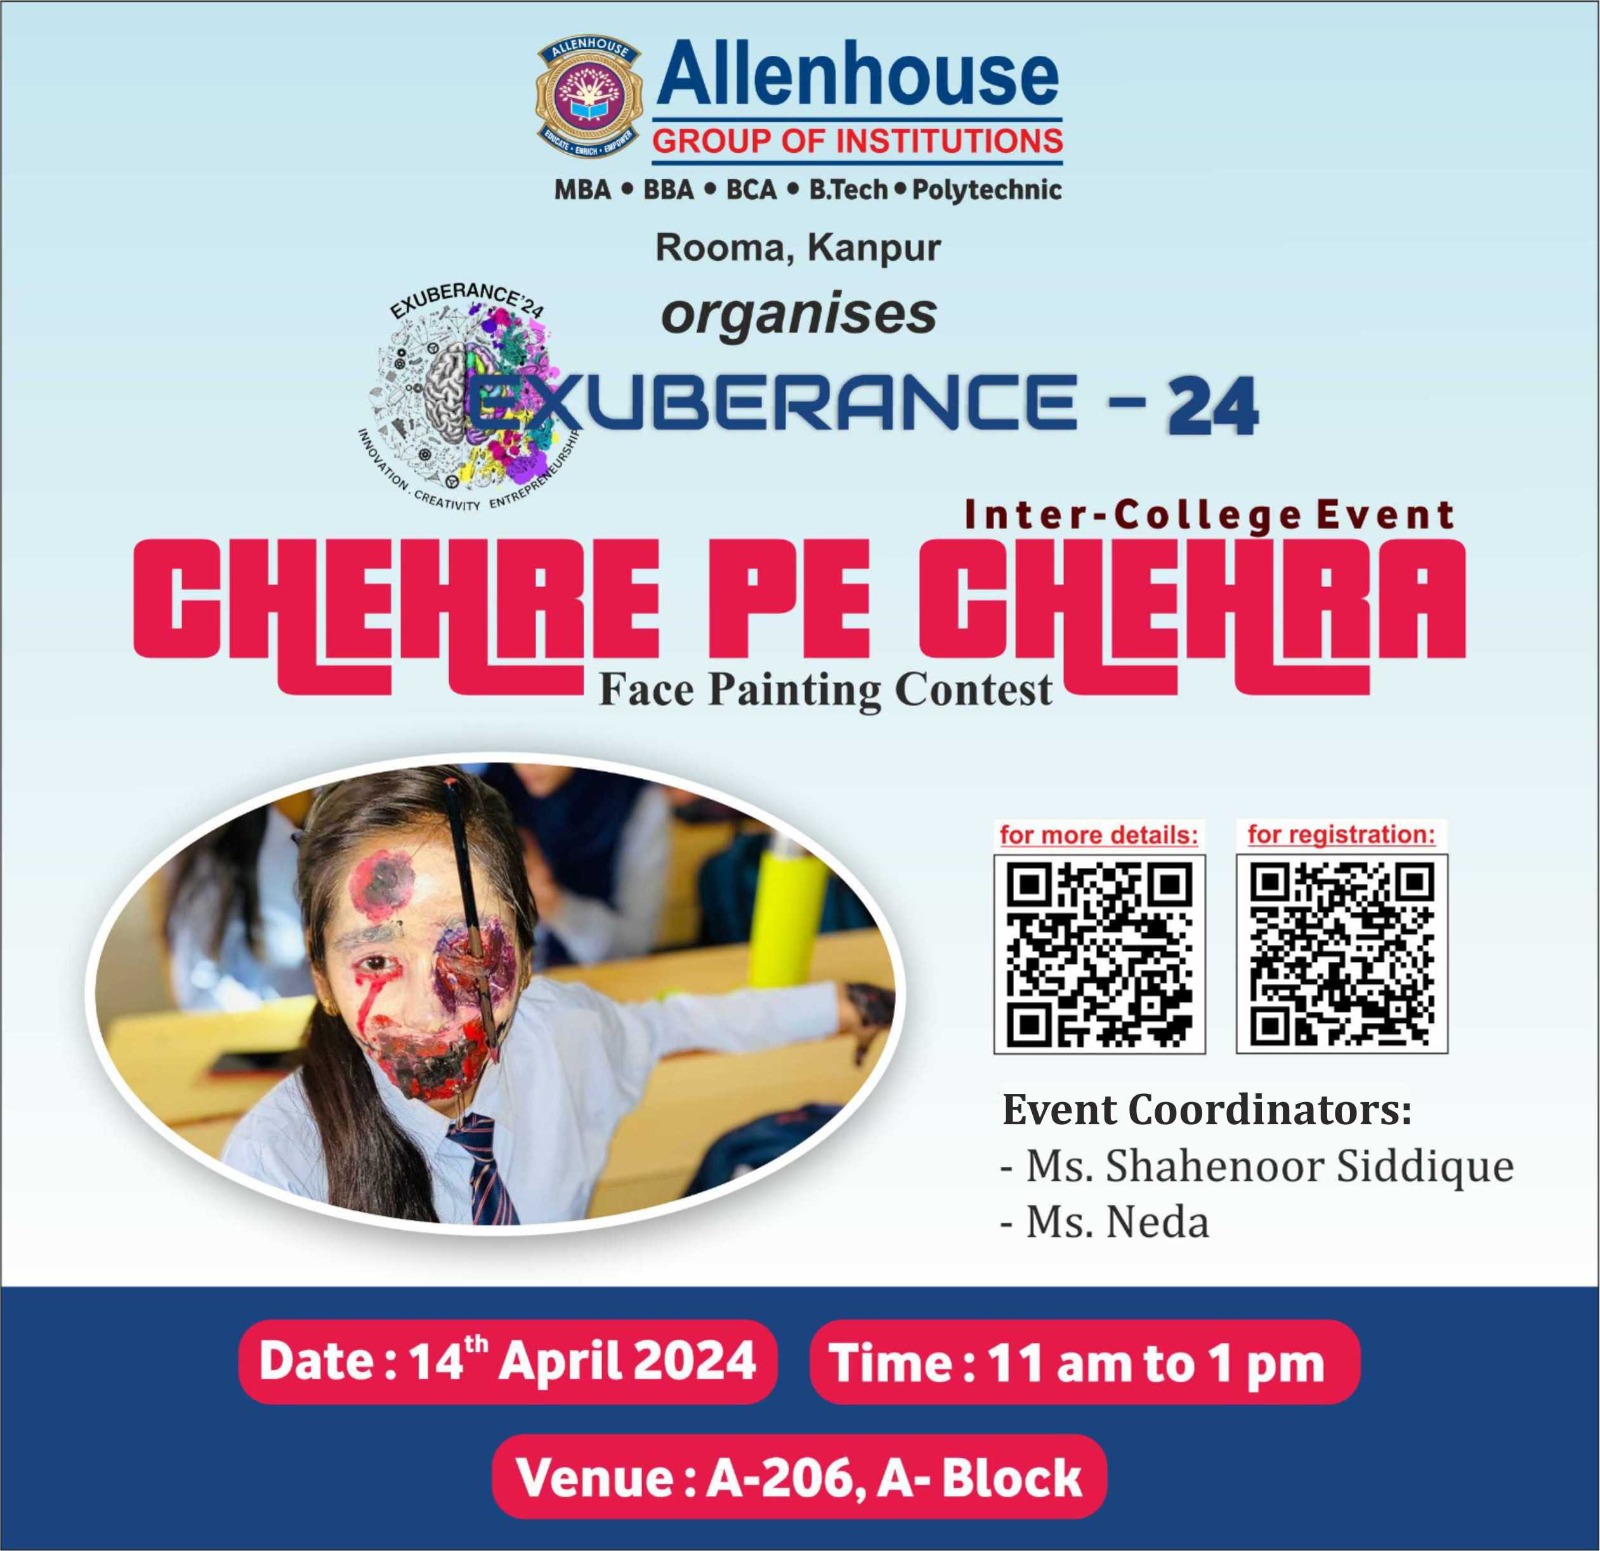 ALLENHOUSE
EDUCATE • ENRICH • EMPOWER
Allenhouse
GROUP OF INSTITUTIONS
MBA • BBA • BCA • B.Tech • Polytechnic
Rooma, Kanpur
organises
EXUBERANCE'24
INNOVATION . CREATIVITY ENTREPRENEURSHIP
EXUBERANCE – 24
Inter-College Event
CHEHRE PE CHEHRA
Face Painting Contest
for more details:
for registration:
Event Coordinators:
- Ms. Shahenoor Siddique
- Ms. Neda
Date : 14th April 2024
Time : 11 am to 1 pm
Venue : A-206, A- Block